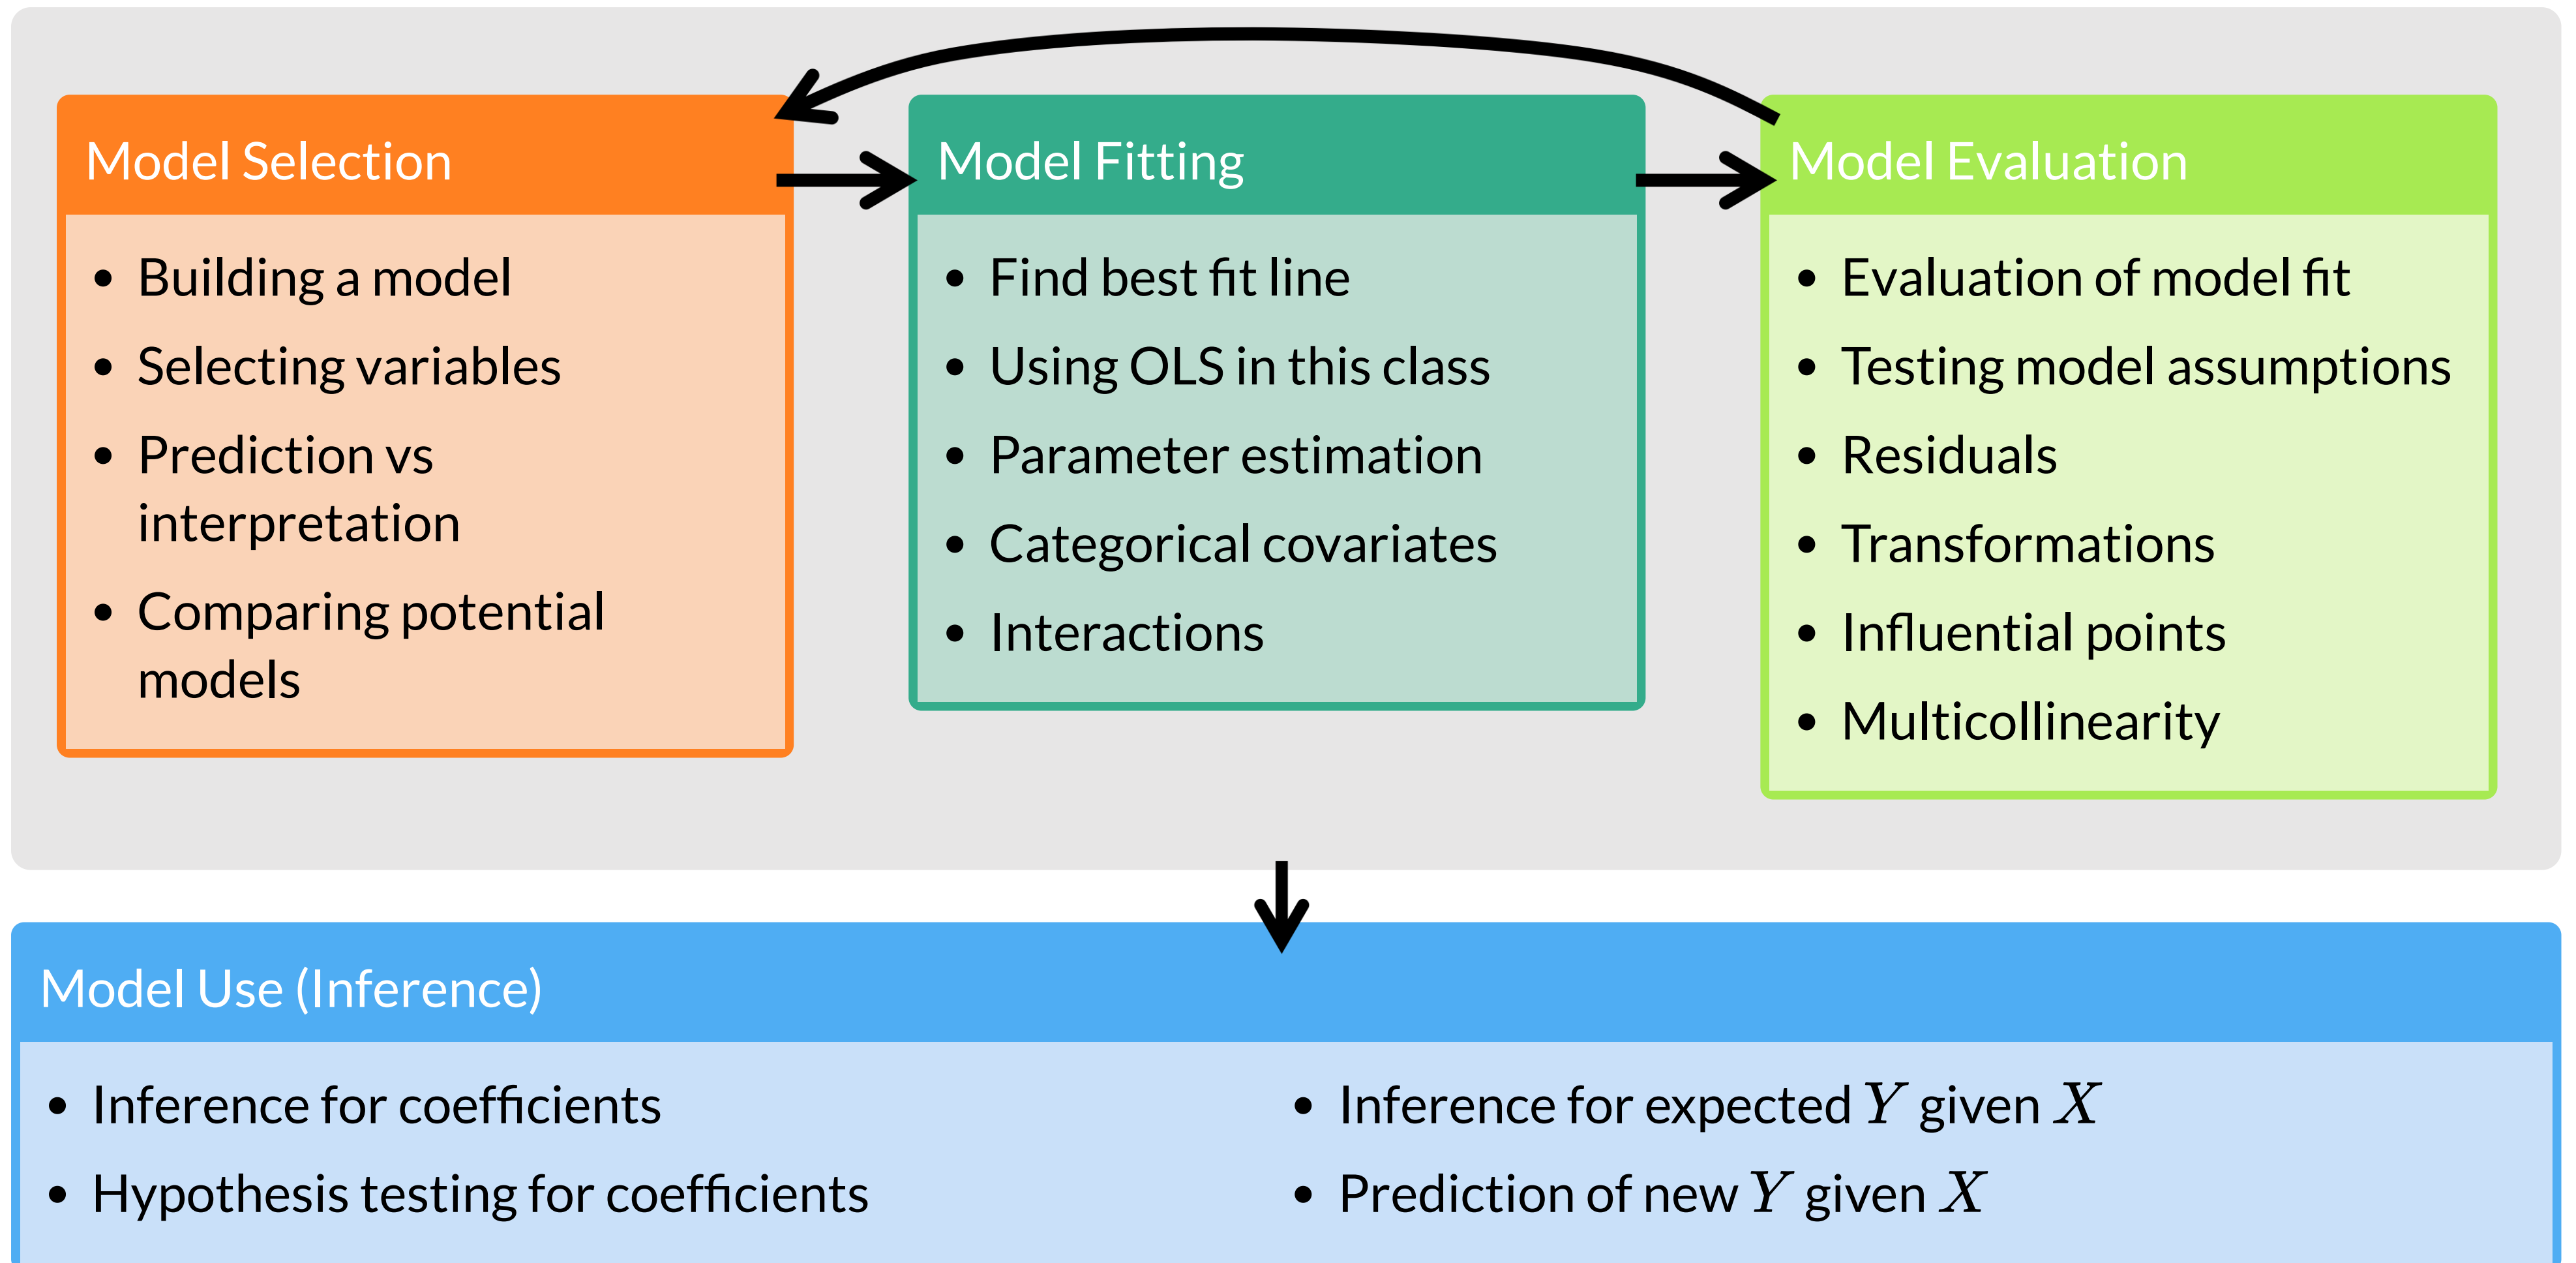 Model Selection
• Building a model
• Selecting variables
• Prediction vs
interpretation
• Comparing potential
models
Model Fitting
• Find best fit line
• Using OLS in this class
• Parameter estimation
• Categorical covariates
• Interactions
Model Evaluation
• Evaluation of model fit
• Testing model assumptions
• Residuals
• Transformations
• Influential points
• Multicollinearity
Model Use (Inference)
• Inference for coefficients
• Hypothesis testing for coefficients
• Inference for expected Y given X
• Prediction of new Y given X